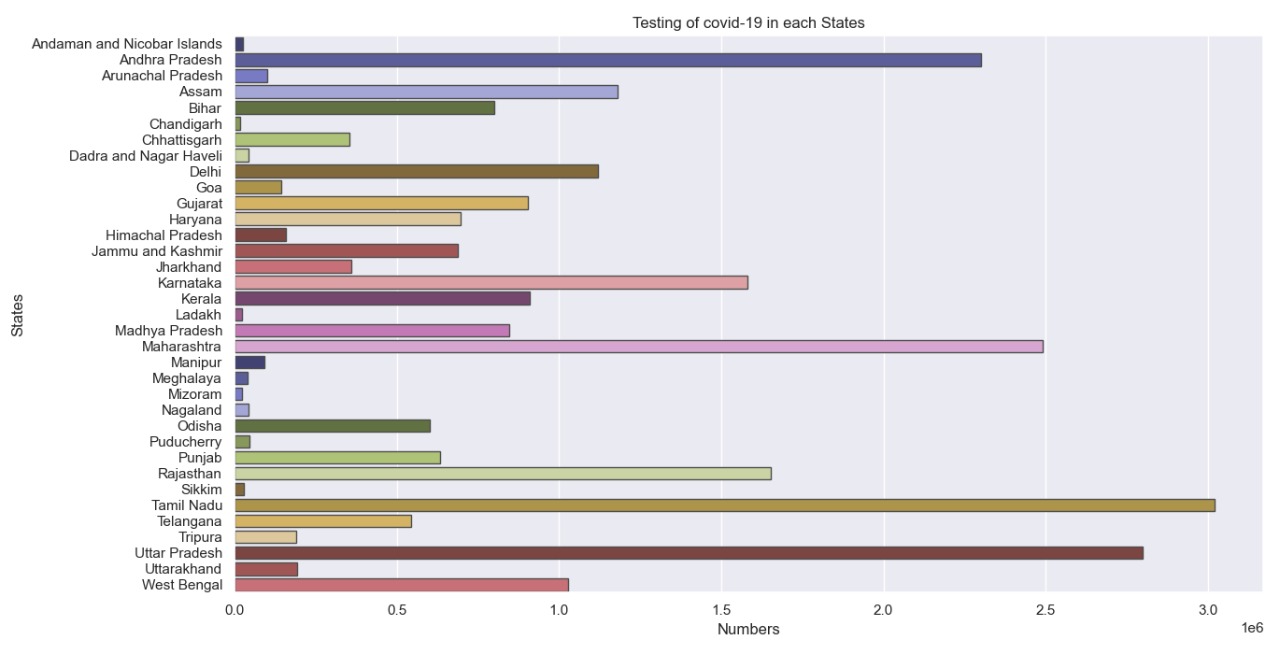 Testing of covid-19 in each States
Andaman and Nicobar Islands
Andhra Pradesh
Arunachal Pradesh
Assam
Bihar
Chandigarh
Chhattisgarh
Dadra and Nagar Haveli
Delhi
Goa
Gujarat
Haryana
Himachal Pradesh
Jammu and Kashmir
Jharkhand
Karnataka
Kerala
Ladakh
Madhya Pradesh
Maharashtra
Manipur
Meghalaya
Mizoram
Nagaland
Odisha
Puducherry
Punjab
Rajasthan
Sikkim
Tamil Nadu
Telangana
Tripura
Uttar Pradesh
Uttarakhand
West Bengal
States
0.0 0.5 1.0 1.5 2.0 2.5 3.0
Numbers
1e6